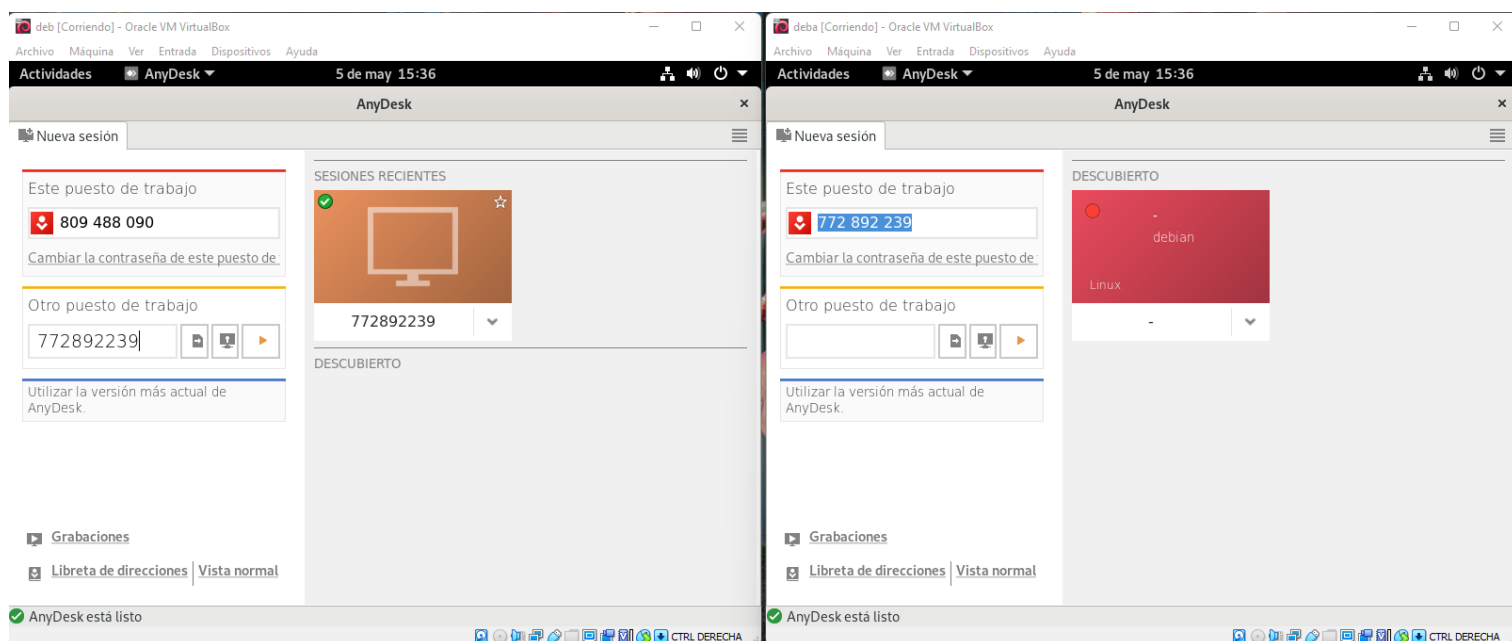 deb [Corriendo] - Oracle VM VirtualBox
Archivo Máquina Ver Entrada Dispositivos Ayuda
Actividades AnyDesk 5 de may 15:36
AnyDesk
Nueva sesión
Este puesto de trabajo
809 488 090
Cambiar la contraseña de este puesto de
Otro puesto de trabajo
772892239
Utilizar la versión más actual de
AnyDesk.
Grabaciones
Libreta de direcciones Vista normal
SESIONES RECIENTES
772892239
DESCUBIERTO
AnyDesk está listo
CTRL DERECHA
deba [Corriendo] - Oracle VM VirtualBox
Archivo Máquina Ver Entrada Dispositivos Ayuda
Actividades AnyDesk 5 de may 15:36
AnyDesk
Nueva sesión
Este puesto de trabajo
772 892 239
Cambiar la contraseña de este puesto de
Otro puesto de trabajo
Utilizar la versión más actual de
AnyDesk.
Grabaciones
Libreta de direcciones Vista normal
DESCUBIERTO
-
debian
Linux
-
AnyDesk está listo
CTRL DERECHA